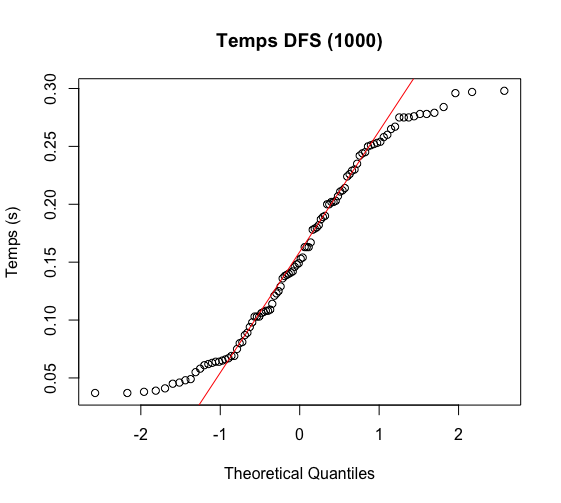 Temps DFS (1000)
0.30
0.25
0.20
0.15
0.10
0.05
Temps (s)
-2 -1 0 1 2
Theoretical Quantiles